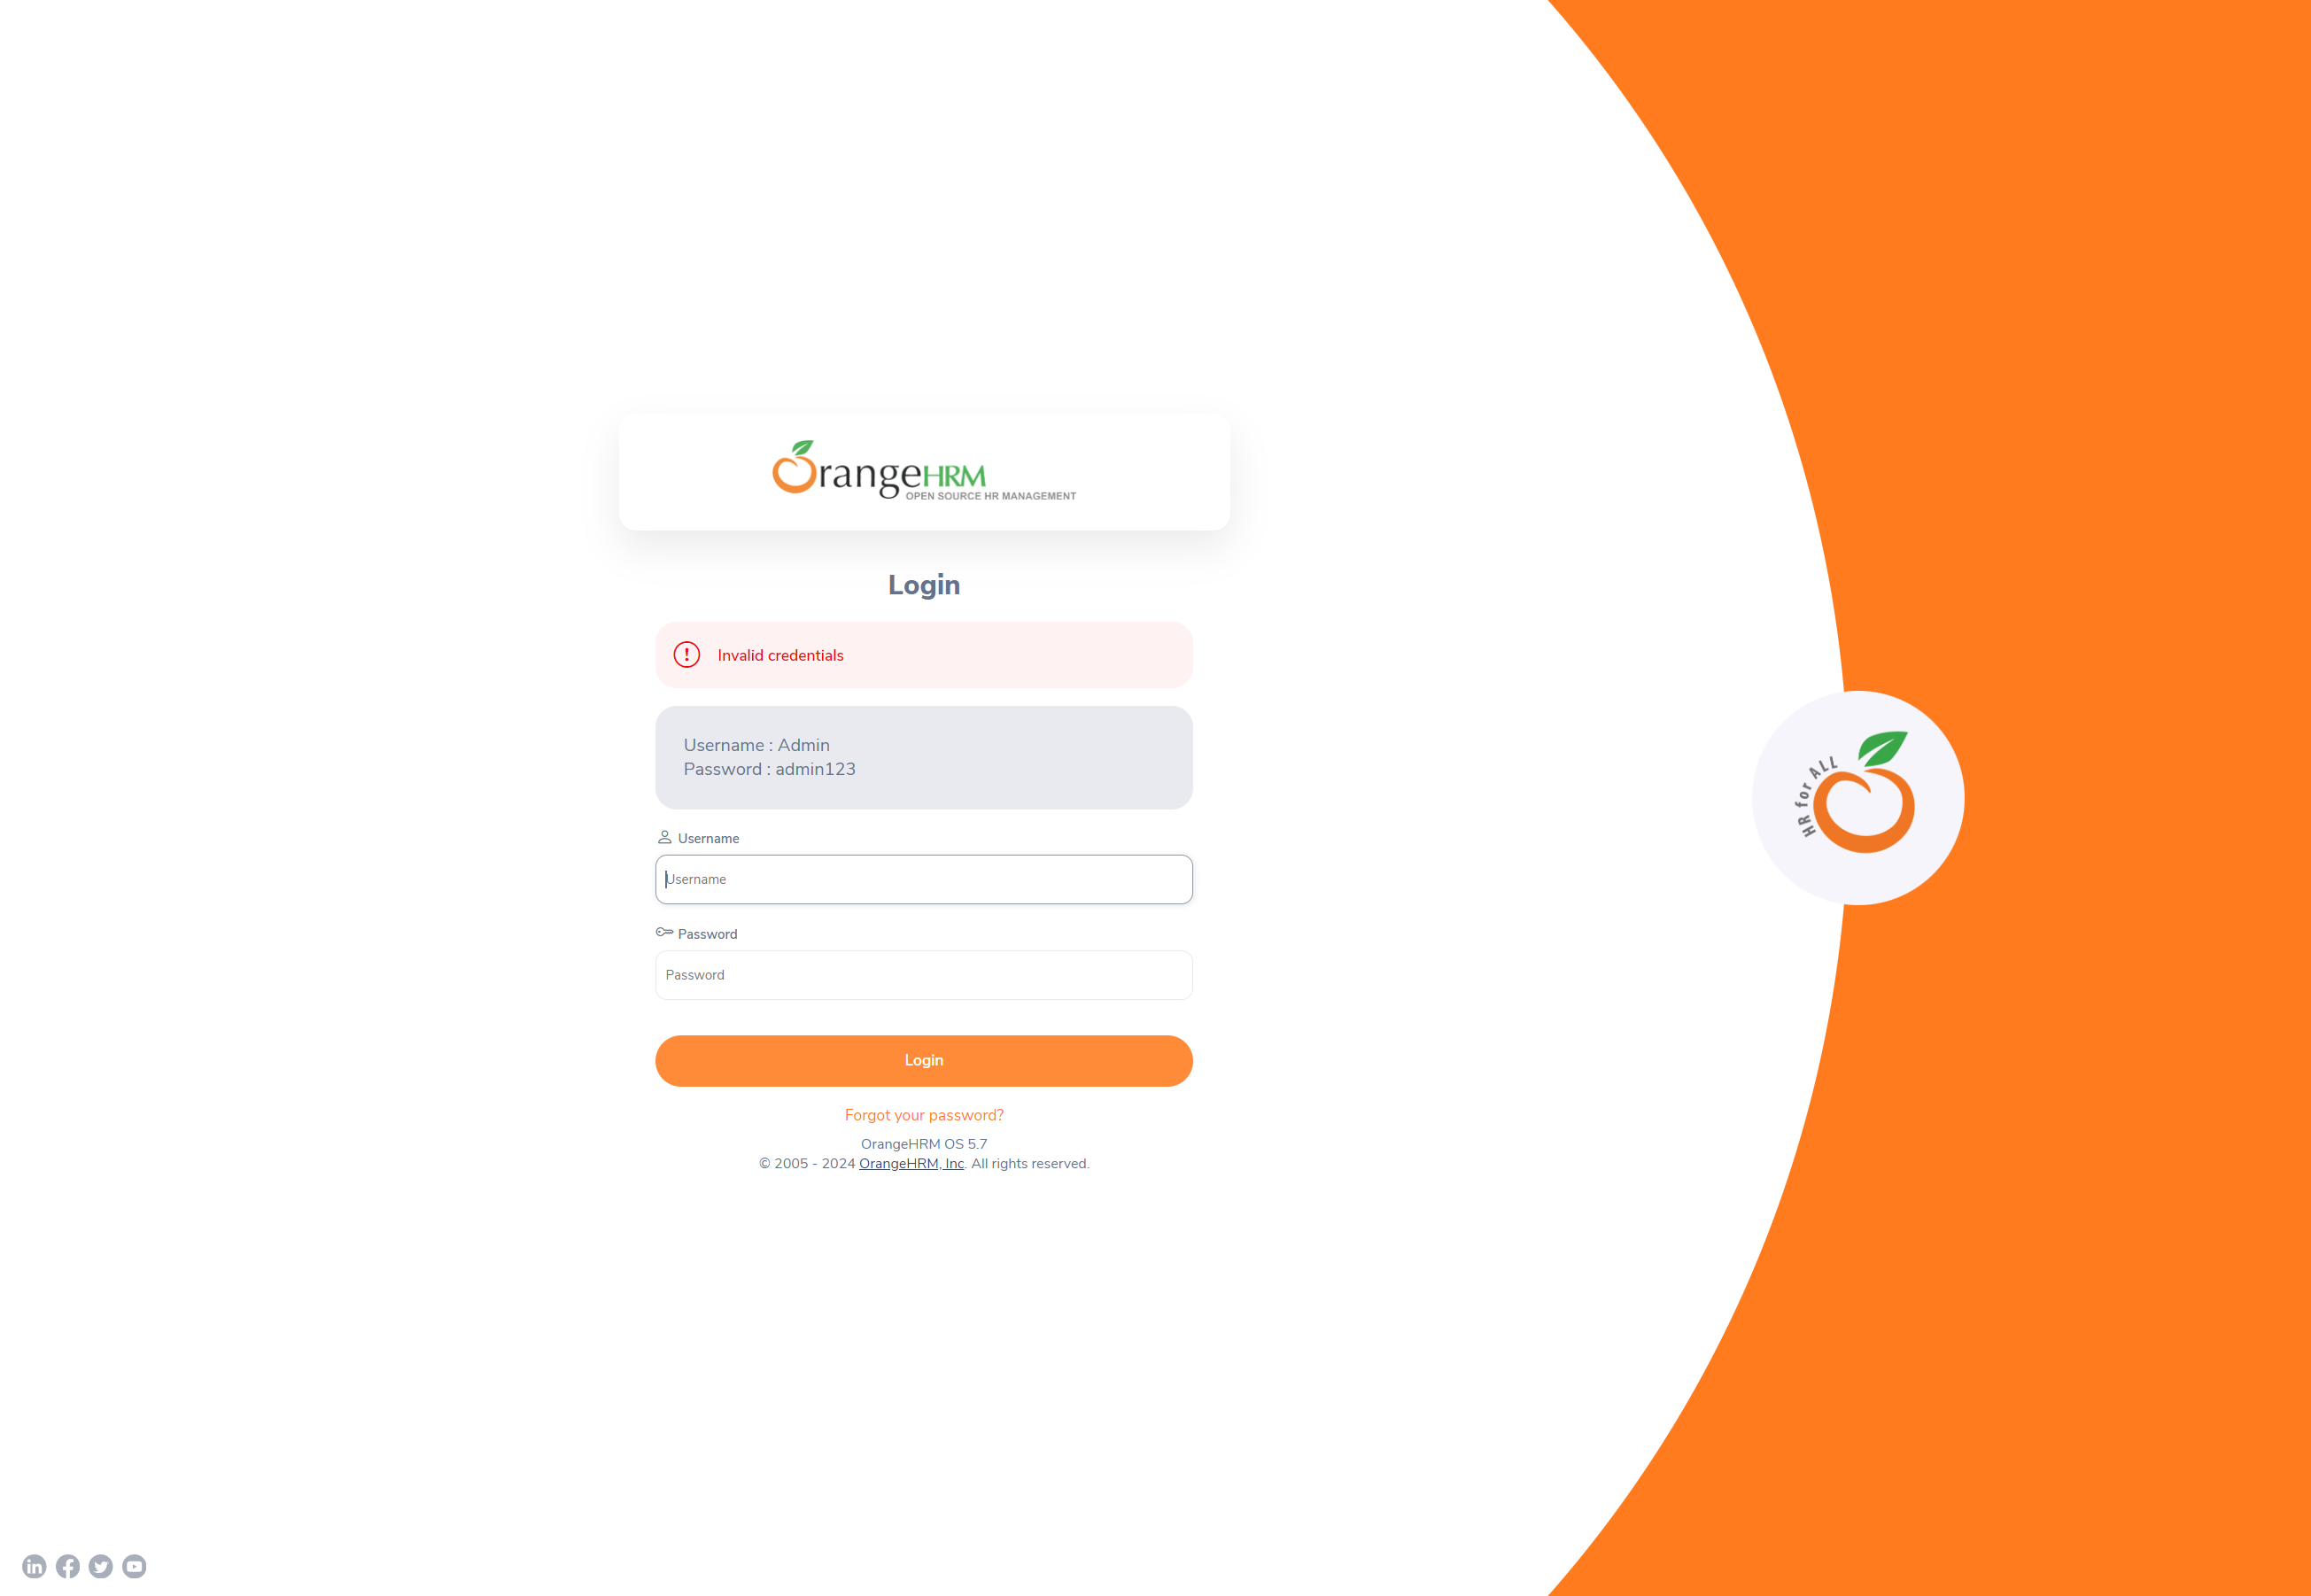 OrangeHRM
OPEN SOURCE HR MANAGEMENT
Login
Invalid credentials
Username : Admin
Password : admin123
Username
Username
Password
Password
Login
Forgot your password?
OrangeHRM OS 5.7
© 2005 - 2024 OrangeHRM, Inc. All rights reserved.
HR for ALL